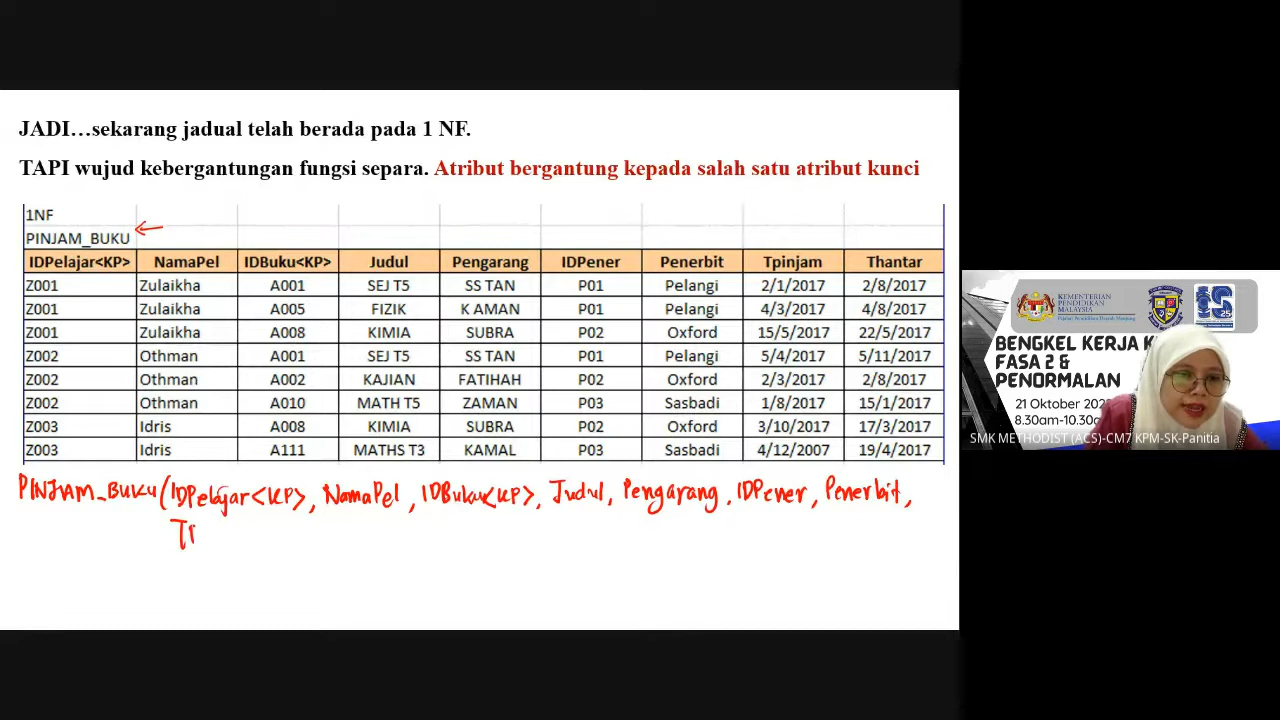 JADI...sekarang jadual telah berada pada 1 NF.
TAPI wujud kebergantungan fungsi separa. Atribut bergantung kepada salah satu atribut kunci
1NF
PINJAM_BUKU
IDPelajar<KP> NamaPel IDBuku<KP> Judul Pengarang IDPener Penerbit Tpinjam Thantar
Z001 Zulaikha A001 SEJ T5 SS TAN P01 Pelangi 2/1/2017 2/8/2017
Z001 Zulaikha A005 FIZIK K AMAN P01 Pelangi 4/3/2017 4/8/2017
Z001 Zulaikha A008 KIMIA SUBRA P02 Oxford 15/5/2017 22/5/2017
Z002 Othman A001 SEJ T5 SS TAN P01 Pelangi 5/4/2017 5/11/2017
Z002 Othman A002 KAJIAN FATIHAH P02 Oxford 2/3/2017 2/8/2017
Z002 Othman A010 MATH T5 ZAMAN P03 Sasbadi 1/8/2017 15/1/2017
Z003 Idris A008 KIMIA SUBRA P02 Oxford 3/10/2017 17/3/2017
Z003 Idris A111 MATHS T3 KAMAL P03 Sasbadi 4/12/2007 19/4/2017
PINJAM_BUKU(IDPelajar<KP>, NamaPel, IDBuku<KP>, Judul, Pengarang, IDPener, Penerbit,
KEMENTERIAN
PENDIDIKAN
MALAYSIA
25
BENGKEL KERJA K
FASA 2 &
PENORMALAN
21 Oktober 202
8.30am-10.30a
SMK METHODIST (ACS)-CM7 KPM-SK-Panitia